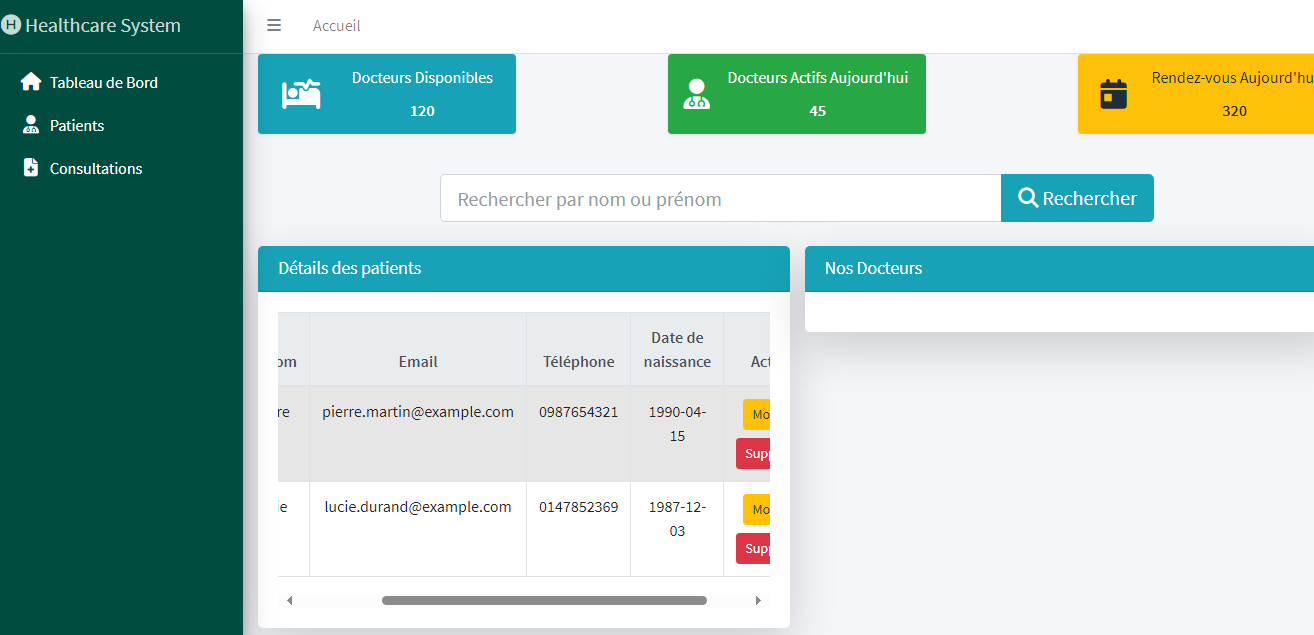 H Healthcare System
Accueil
Tableau de Bord
Patients
Consultations
Docteurs Disponibles
120
Docteurs Actifs Aujourd'hui
45
Rendez-vous Aujourd'hu
320
Rechercher par nom ou prénom
Rechercher
Détails des patients
Nos Docteurs
om
Email
Téléphone
Date de
naissance
Act
re
pierre.martin@example.com
0987654321
1990-04-
15
Mo
Supp
ie
lucie.durand@example.com
0147852369
1987-12-
03
Mo
Supp